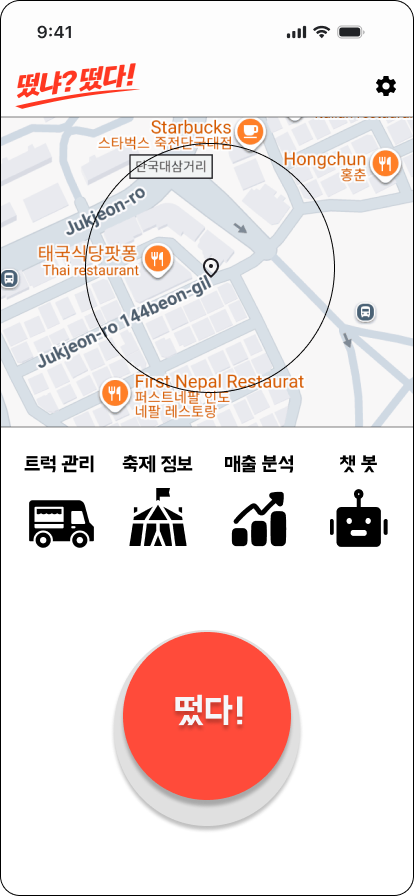 9:41
떴냐?떴다!
Starbucks
스타벅스 죽전단국대점
단국대삼거리
Hongchun
홍춘
Jukjeon-ro
태국식당팟퐁
Thai restaurant
Jukjeon-ro 144beon-gil
First Nepal Restaurat
퍼스트네팔 인도
네팔 레스토랑
트럭 관리 축제 정보 매출 분석 챗 봇
떴다!